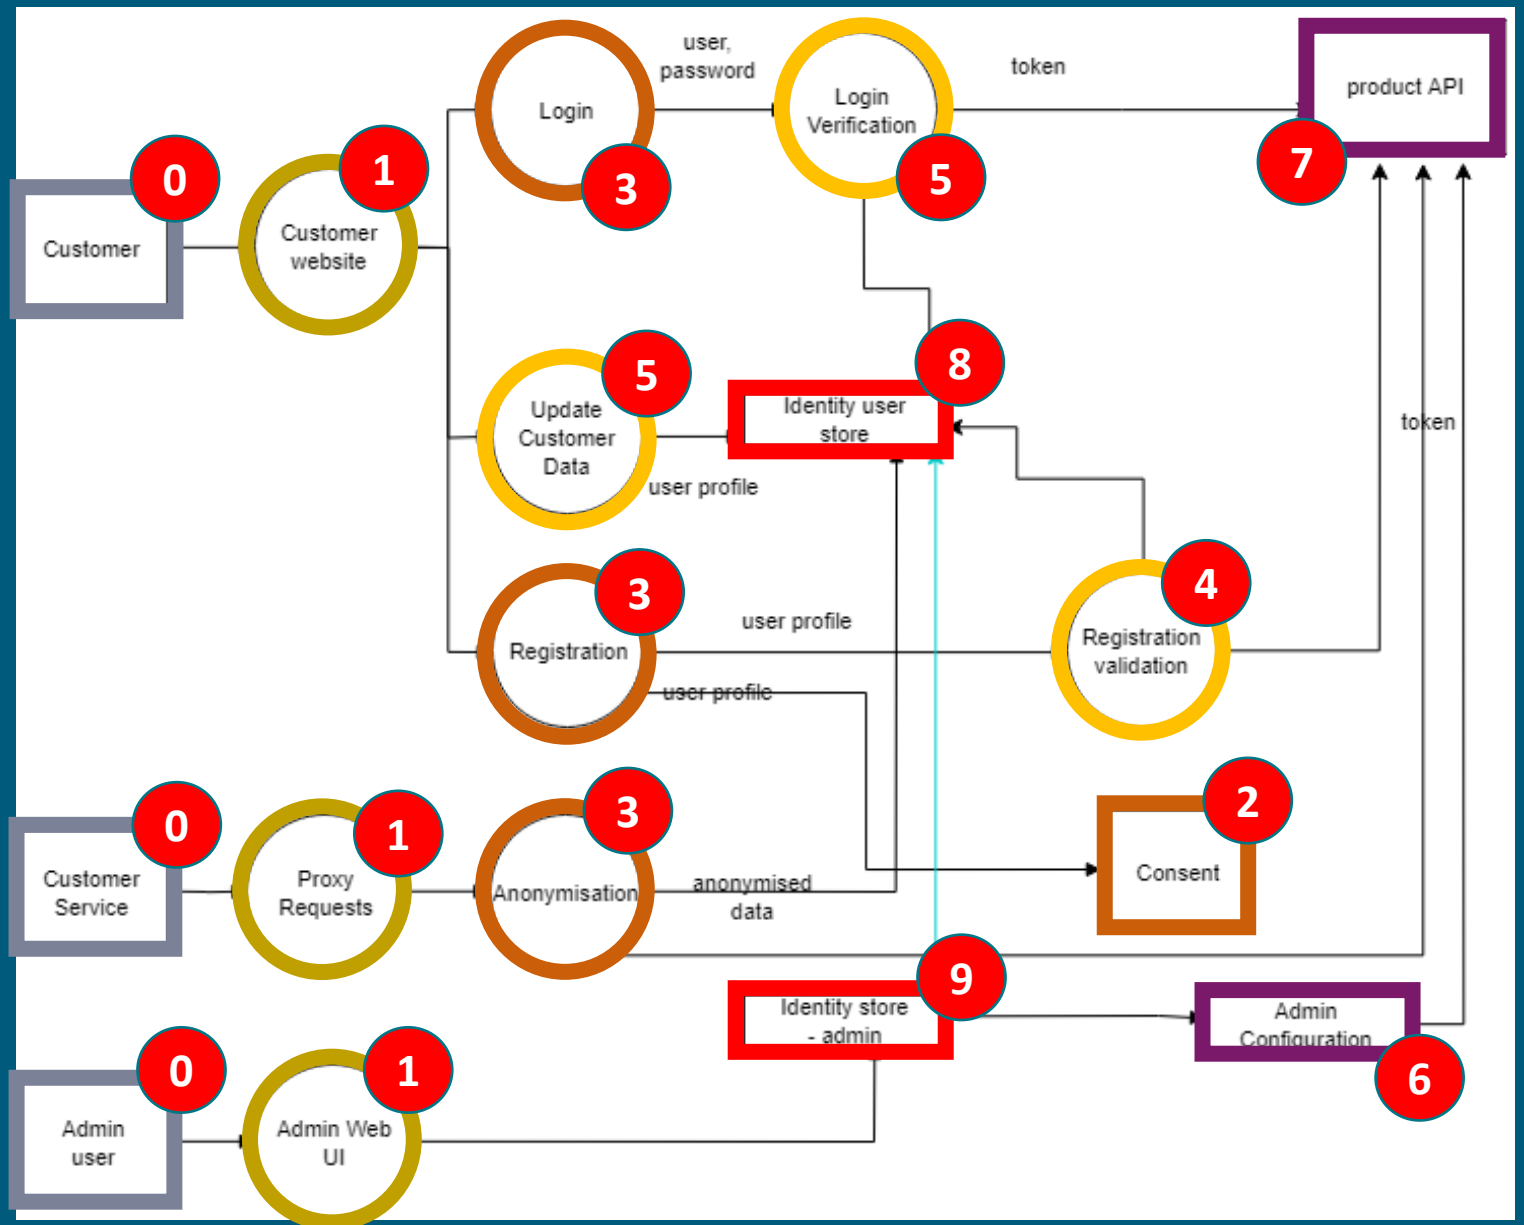 user,
password
token
Login
3
Login
Verification
5
product API
7
0
Customer
1
Customer
website
5
Update
Customer
Data
user profile
8
Identity user
store
token
3
Registration
user profile
user profile
4
Registration
validation
0
Customer
Service
1
Proxy
Requests
3
Anonymisation
anonymised
data
2
Consent
9
Identity store
- admin
Admin
Configuration
6
0
Admin
user
1
Admin Web
UI